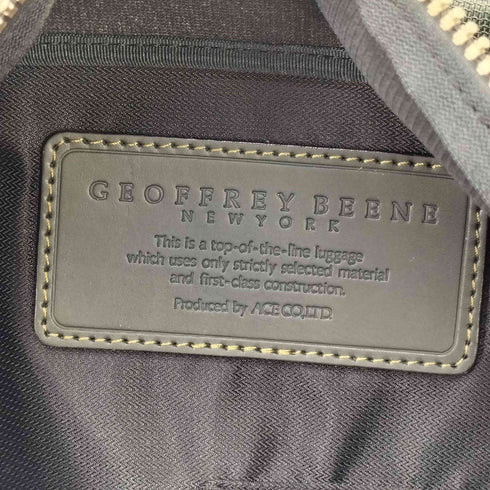 GEOFFREY BEENE
NEW YORK
This is a top-of-the-line luggage
which uses only strictly selected material
and first-class construction.
Produced by ACE CO., LTD.